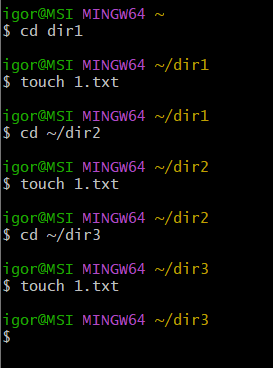 igor@MSI MINGW64 ~
$ cd dir1
igor@MSI MINGW64 ~/dir1
$ touch 1.txt
igor@MSI MINGW64 ~/dir1
$ cd ~/dir2
igor@MSI MINGW64 ~/dir2
$ touch 1.txt
igor@MSI MINGW64 ~/dir2
$ cd ~/dir3
igor@MSI MINGW64 ~/dir3
$ touch 1.txt
igor@MSI MINGW64 ~/dir3
$